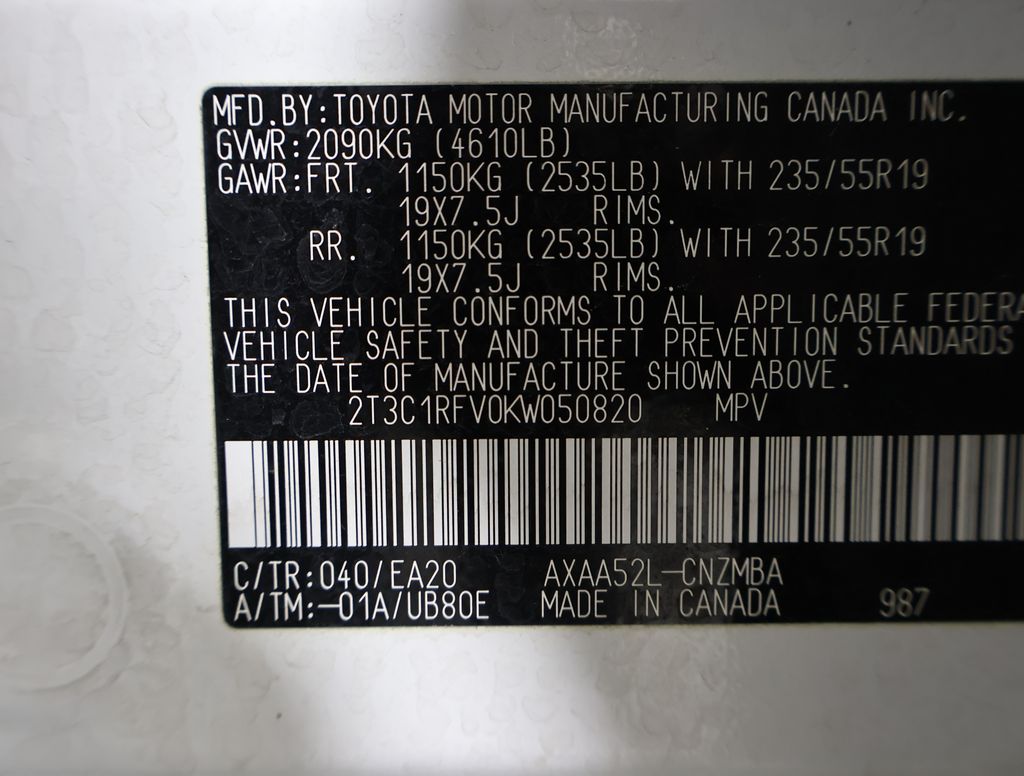 MFD.BY:TOYOTA MOTOR MANUFACTURING CANADA INC.
GVWR:2090KG (4610LB)
GAWR:FRT. 1150KG (2535LB) WITH 235/55R19
19X7.5J RIMS.
RR. 1150KG (2535LB) WITH 235/55R19
19X7.5J RIMS.
THIS VEHICLE CONFORMS TO ALL APPLICABLE FEDERA
VEHICLE SAFETY AND THEFT PREVENTION STANDARDS
THE DATE OF MANUFACTURE SHOWN ABOVE.
2T3C1RFV0KW050820 MPV
C/TR:040/EA20 AXAA52L-CNZMBA
A/TM:-01A/UB80E MADE IN CANADA 987